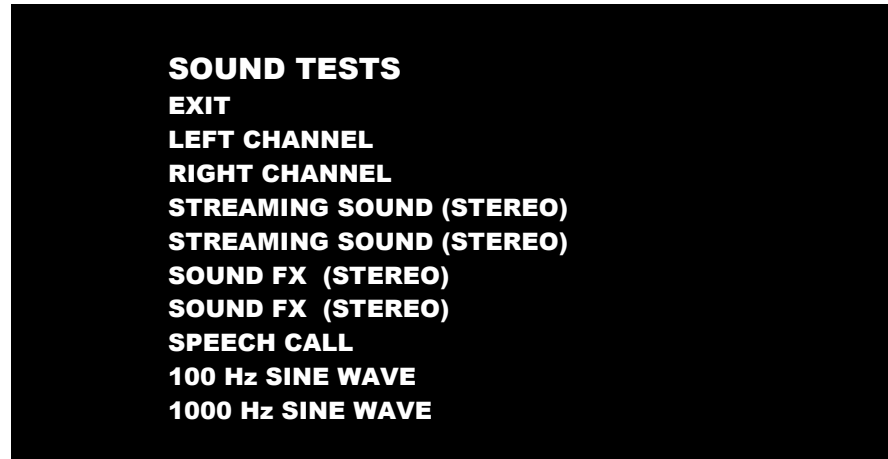 SOUND TESTS
EXIT
LEFT CHANNEL
RIGHT CHANNEL
STREAMING SOUND (STEREO)
STREAMING SOUND (STEREO)
SOUND FX  (STEREO)
SOUND FX  (STEREO)
SPEECH CALL
100 Hz SINE WAVE
1000 Hz SINE WAVE